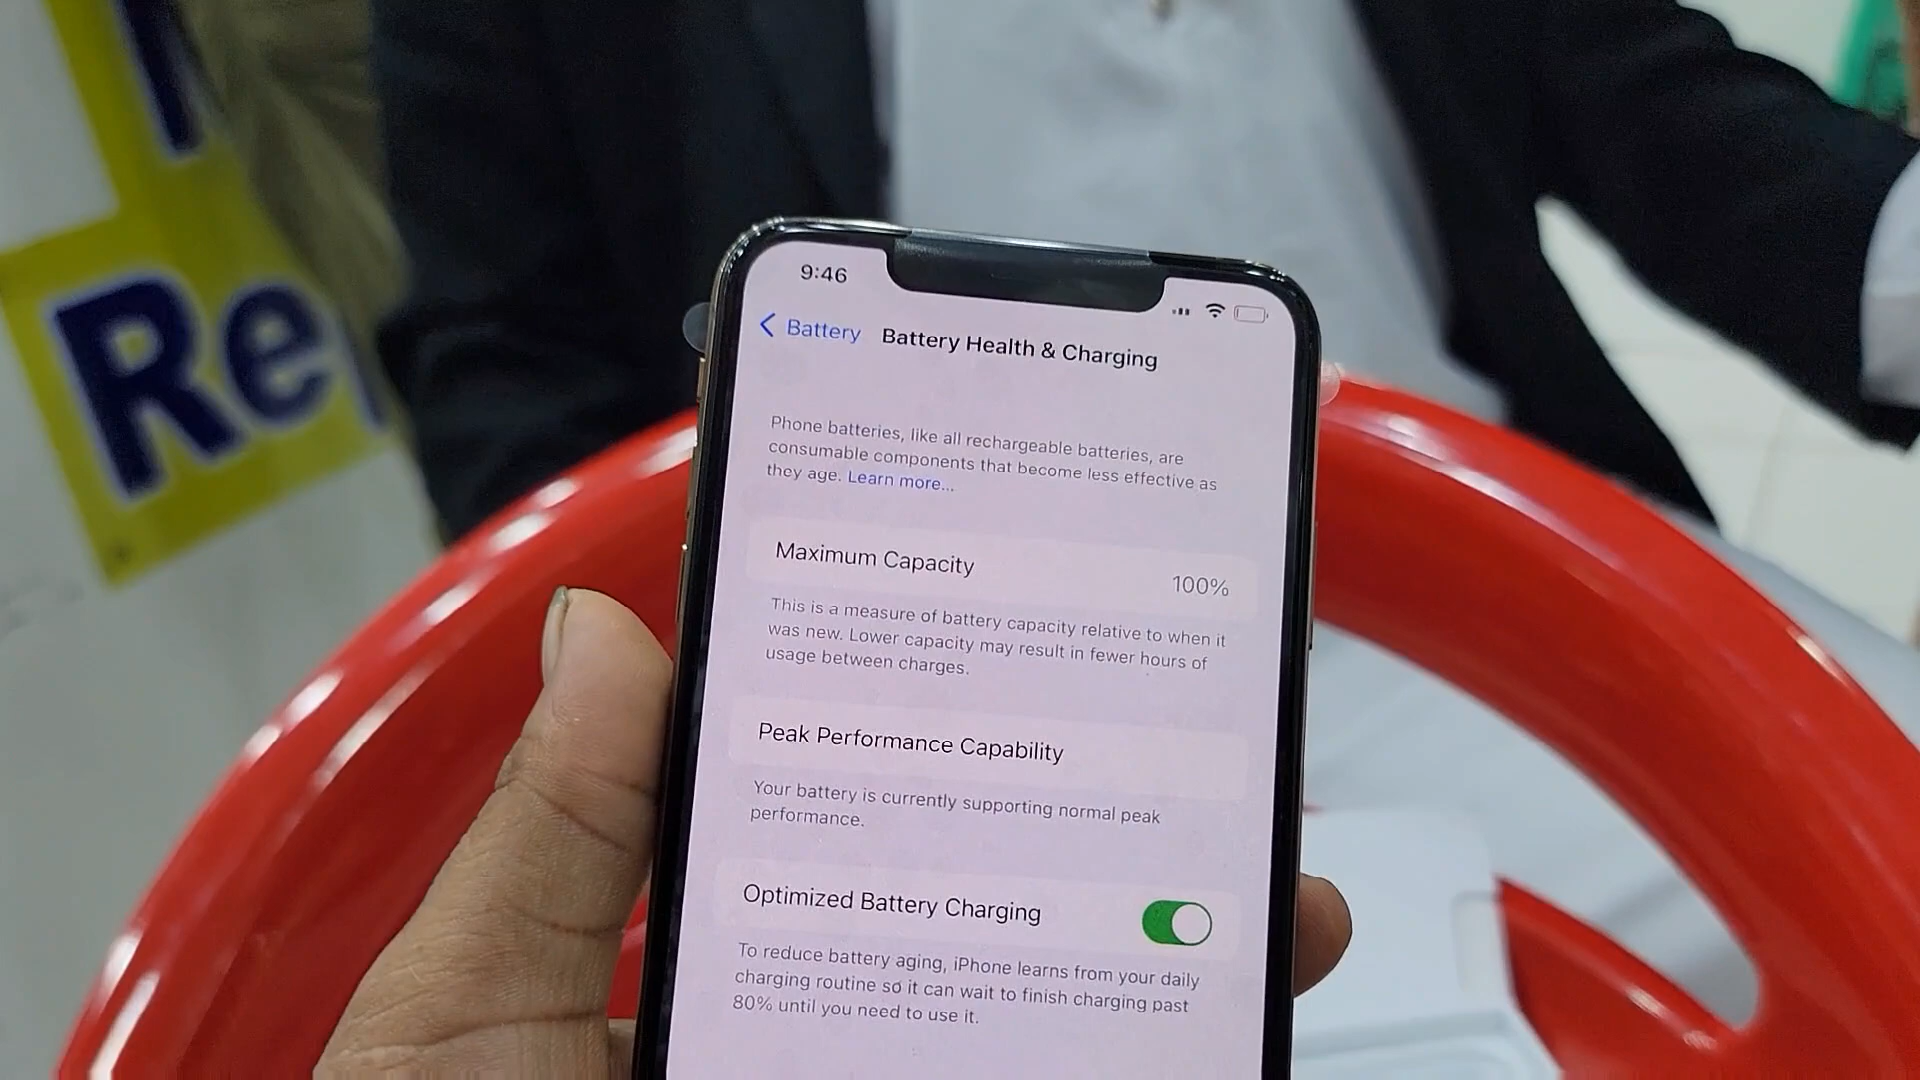 Re
9:46
Battery Battery Health & Charging
Phone batteries, like all rechargeable batteries, are
consumable components that become less effective as
they age. Learn more...
Maximum Capacity 100%
This is a measure of battery capacity relative to when it
was new. Lower capacity may result in fewer hours of
usage between charges.
Peak Performance Capability
Your battery is currently supporting normal peak
performance.
Optimized Battery Charging
To reduce battery aging, iPhone learns from your daily
charging routine so it can wait to finish charging past
80% until you need to use it.